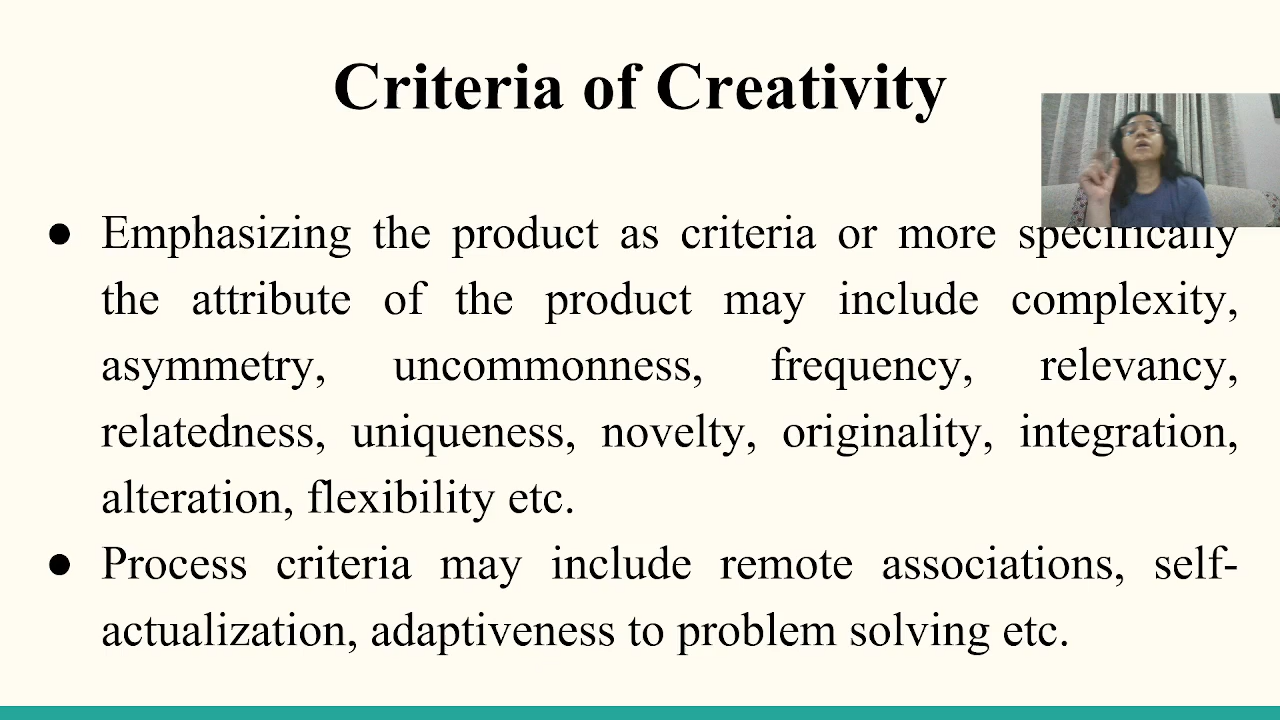 Criteria of Creativity
● Emphasizing the product as criteria or more specifically
the attribute of the product may include complexity,
asymmetry, uncommonness, frequency, relevancy,
relatedness, uniqueness, novelty, originality, integration,
alteration, flexibility etc.
● Process criteria may include remote associations, self-
actualization, adaptiveness to problem solving etc.